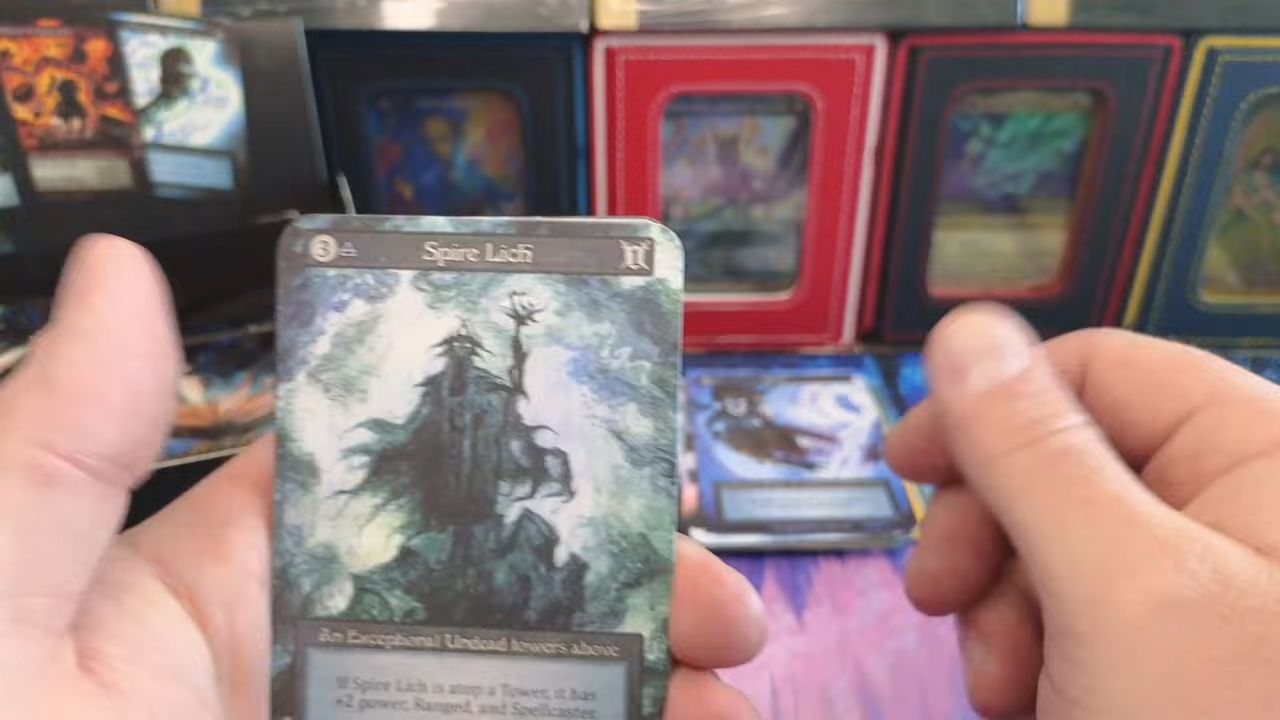 3 Spire Lich
An Exceptional Undead towers above
If Spire Lich is atop a Tower, it has
+2 power, Ranged, and Spellcaster.